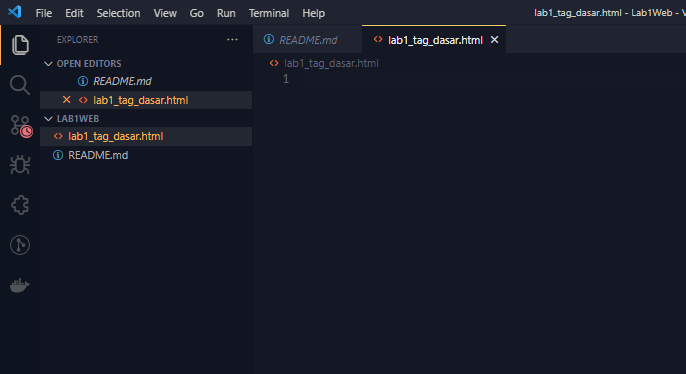 File Edit Selection View Go Run Terminal Help lab1_tag_dasar.html - Lab1Web - V
EXPLORER ···
README.md lab1_tag_dasar.html
OPEN EDITORS
lab1_tag_dasar.html
README.md
1
lab1_tag_dasar.html
LAB1WEB
lab1_tag_dasar.html
README.md